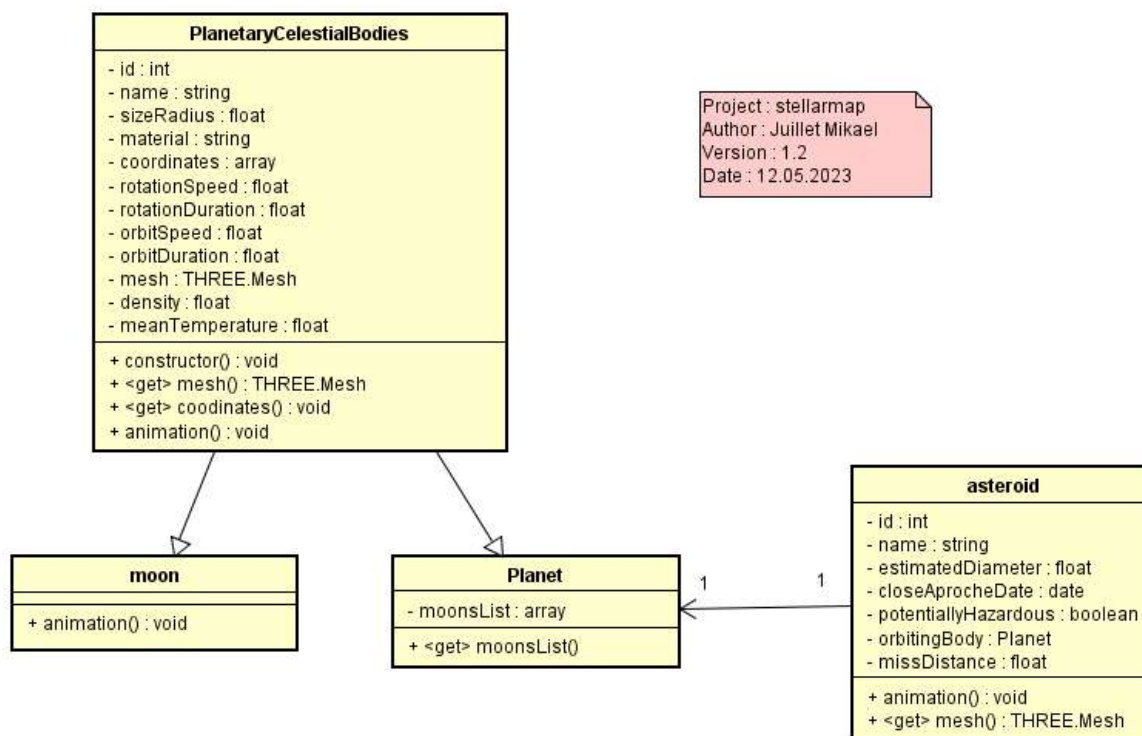 PlanetaryCelestialBodies
- id : int
- name : string
- sizeRadius : float
- material : string
- coordinates : array
- rotationSpeed : float
- rotationDuration : float
- orbitSpeed : float
- orbitDuration : float
- mesh : THREE.Mesh
- density : float
- meanTemperature : float
+ constructor() : void
+ <get> mesh() : THREE.Mesh
+ <get> coodinates() : void
+ animation() : void
Project : stellarmap
Author : Juillet Mikael
Version : 1.2
Date : 12.05.2023
moon
+ animation() : void
Planet
- moonsList : array
+ <get> moonsList()
1
1
asteroid
- id : int
- name : string
- estimatedDiameter : float
- closeAprocheDate : date
- potentiallyHazardous : boolean
- orbitingBody : Planet
- missDistance : float
+ animation() : void
+ <get> mesh() : THREE.Mesh